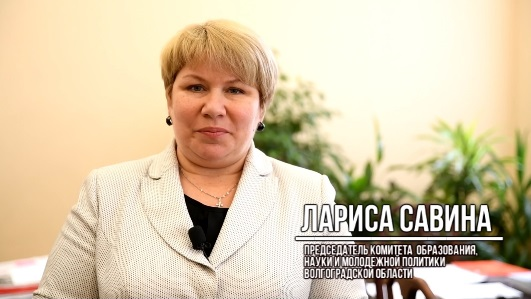 ЛАРИСА САВИНА
ПРЕДСЕДАТЕЛЬ КОМИТЕТА ОБРАЗОВАНИЯ,
НАУКИ И МОЛОДЕЖНОЙ ПОЛИТИКИ
ВОЛГОГРАДСКОЙ ОБЛАСТИ